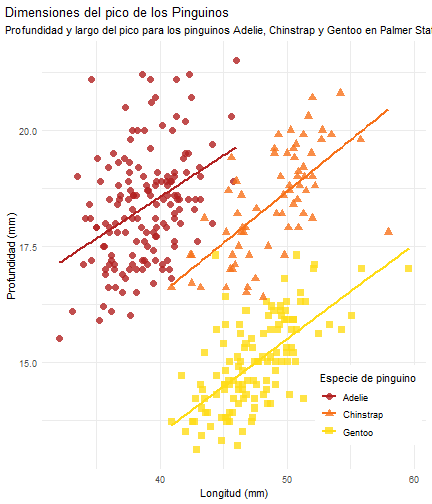 Dimensiones del pico de los Pinguinos
Profundidad y largo del pico para los pinguinos Adelie, Chinstrap y Gentoo en Palmer Sta
Profundidad (mm)
20.0
17.5
15.0
40
50
60
Longitud (mm)
Especie de pinguino
Adelie
Chinstrap
Gentoo